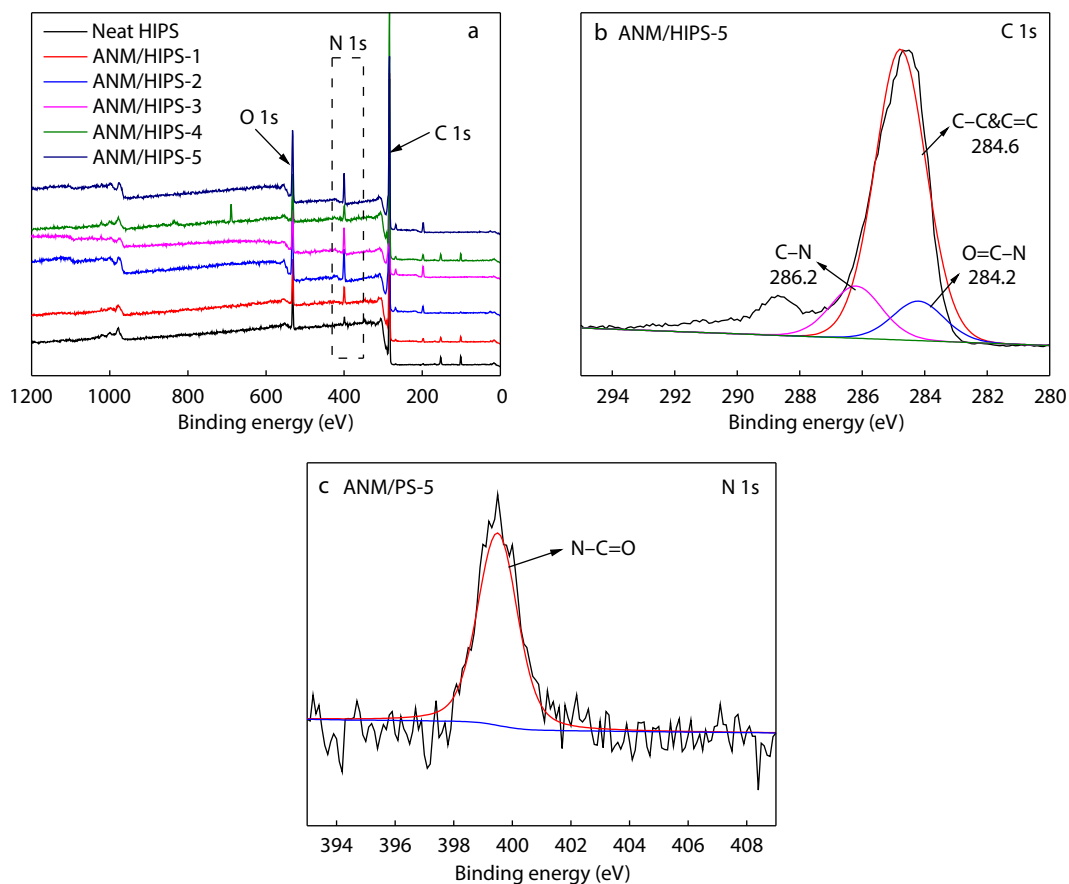 Neat HIPS
ANM/HIPS-1
ANM/HIPS-2
ANM/HIPS-3
ANM/HIPS-4
ANM/HIPS-5
N 1s
a
O 1s
C 1s
1200 1000 800 600 400 200 0
Binding energy (eV)
b ANM/HIPS-5 C 1s
C–C&C=C
284.6
C–N
286.2
O=C–N
284.2
294 292 290 288 286 284 282 280
Binding energy (eV)
c ANM/PS-5 N 1s
N–C=O
394 396 398 400 402 404 406 408
Binding energy (eV)